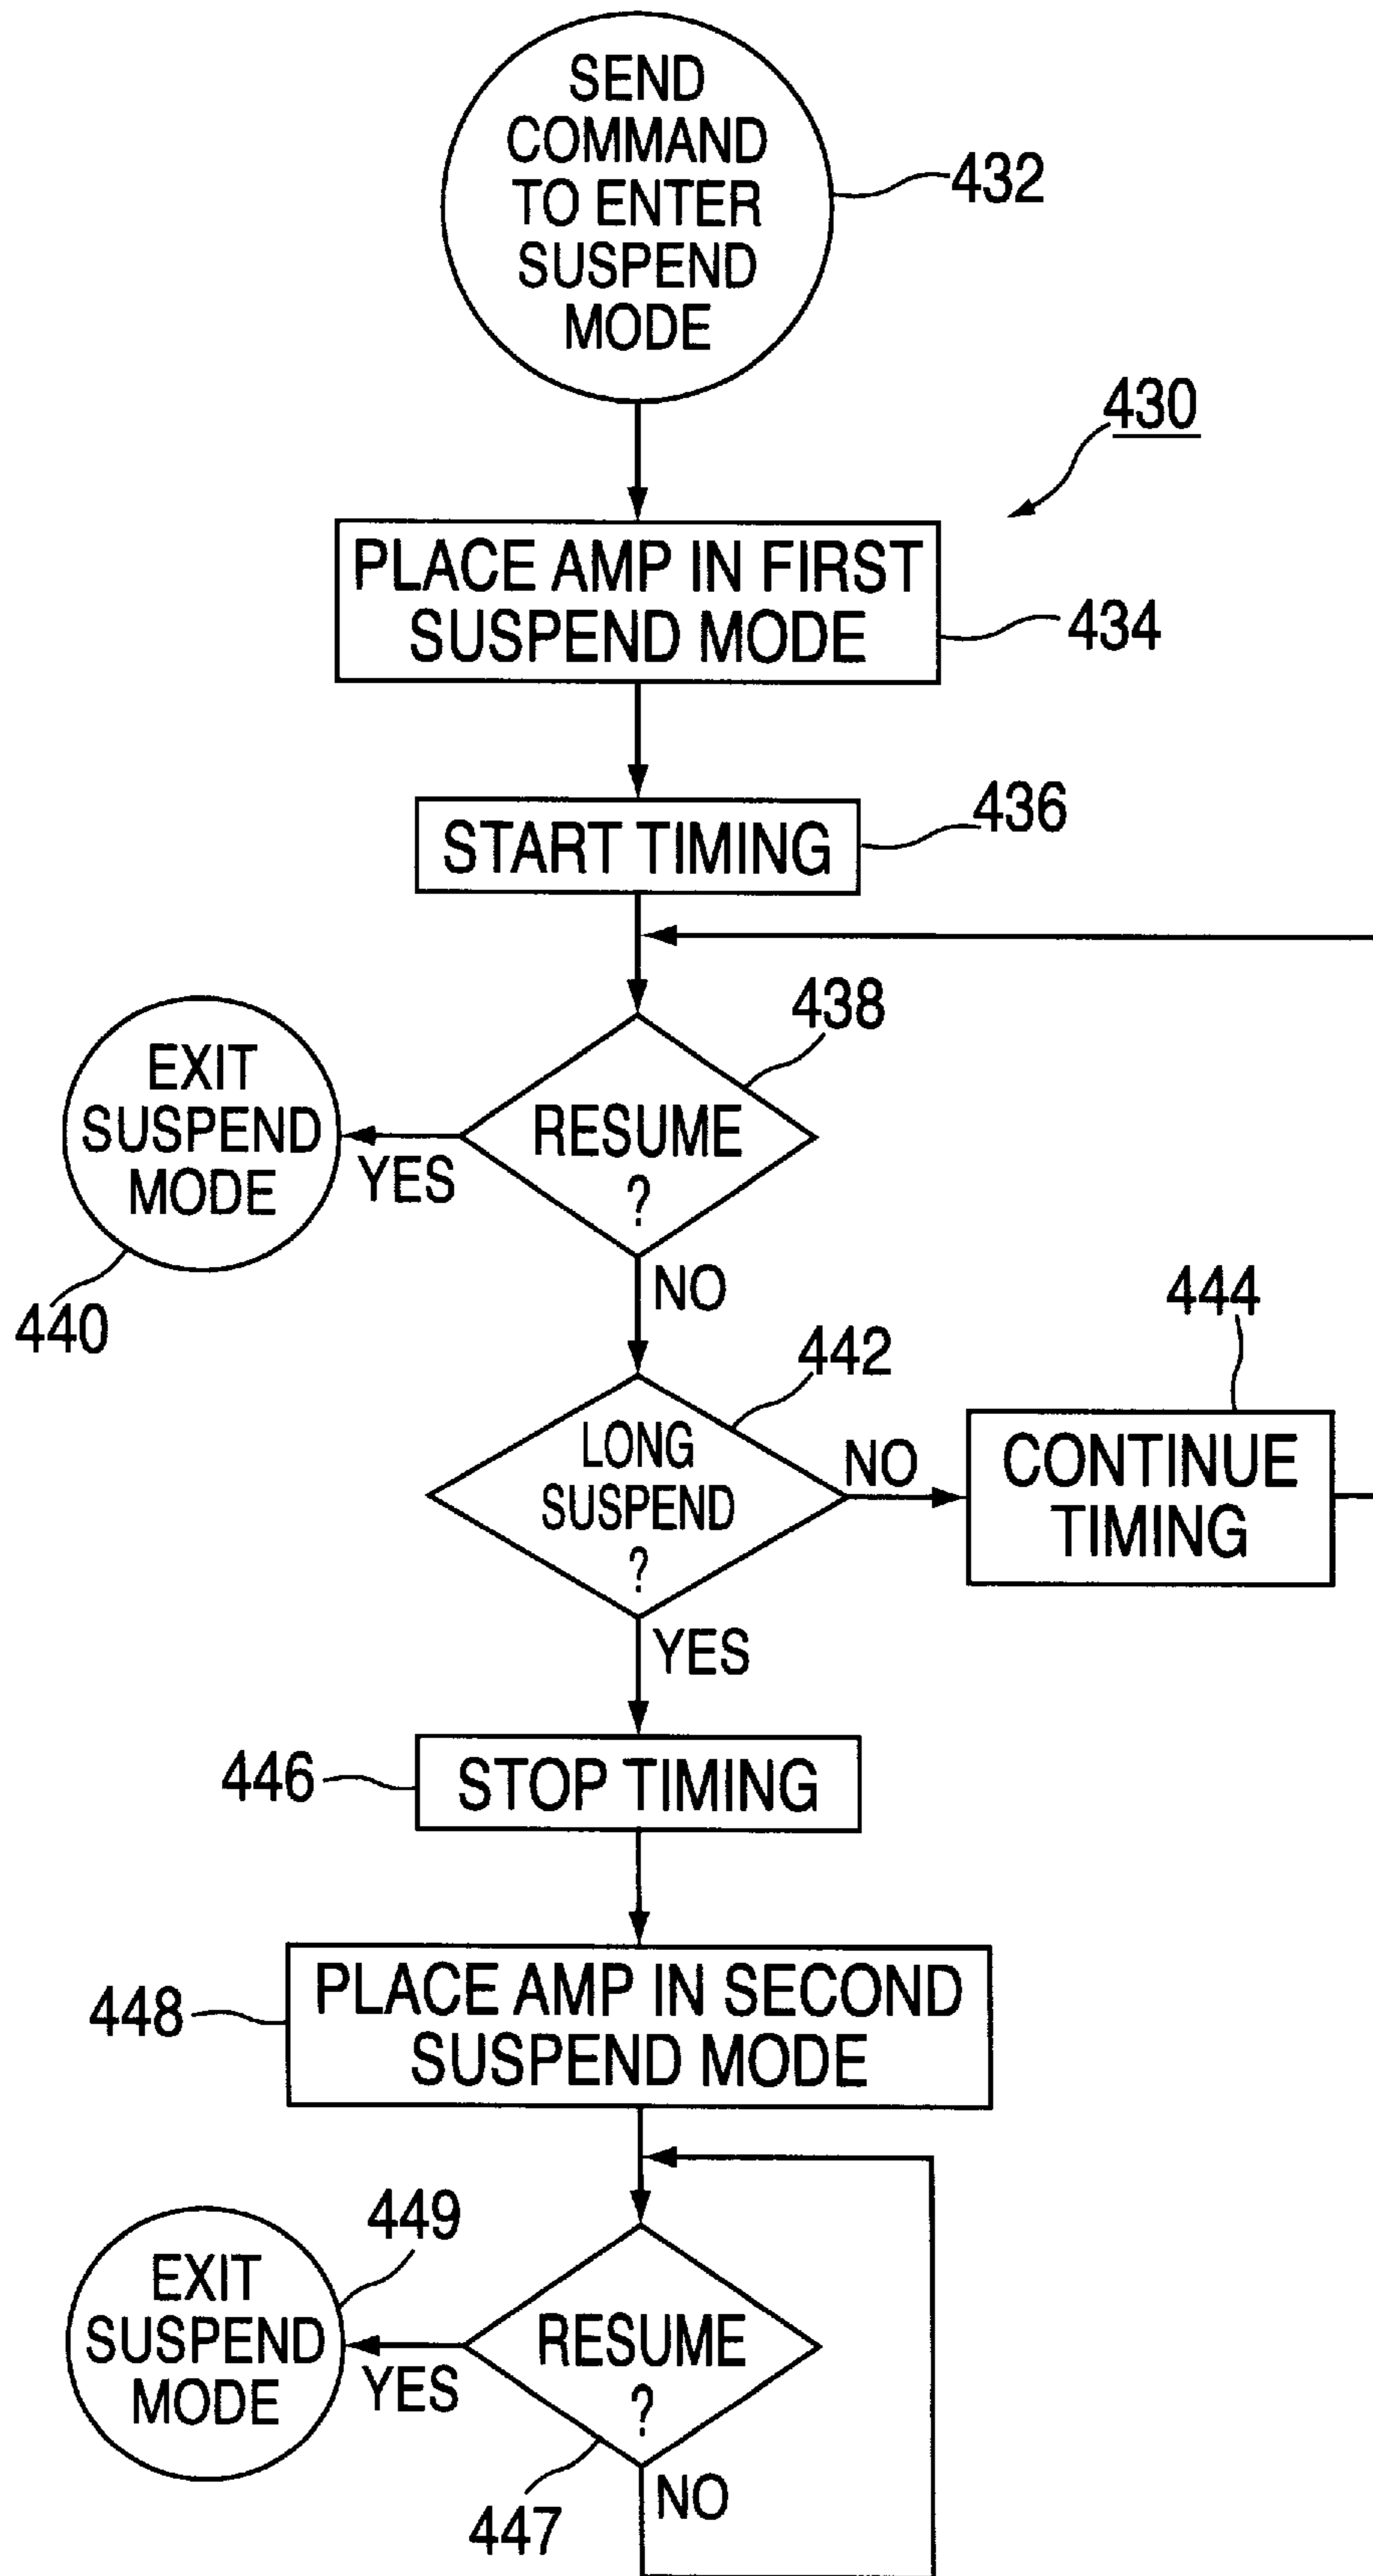 SEND
COMMAND
TO ENTER
SUSPEND
MODE
432
430
PLACE AMP IN FIRST
SUSPEND MODE
434
START TIMING
436
438
RESUME
?
YES
EXIT
SUSPEND
MODE
440
NO
442
LONG
SUSPEND
?
NO
444
CONTINUE
TIMING
YES
446
STOP TIMING
448
PLACE AMP IN SECOND
SUSPEND MODE
449
EXIT
SUSPEND
MODE
YES
RESUME
?
447
NO